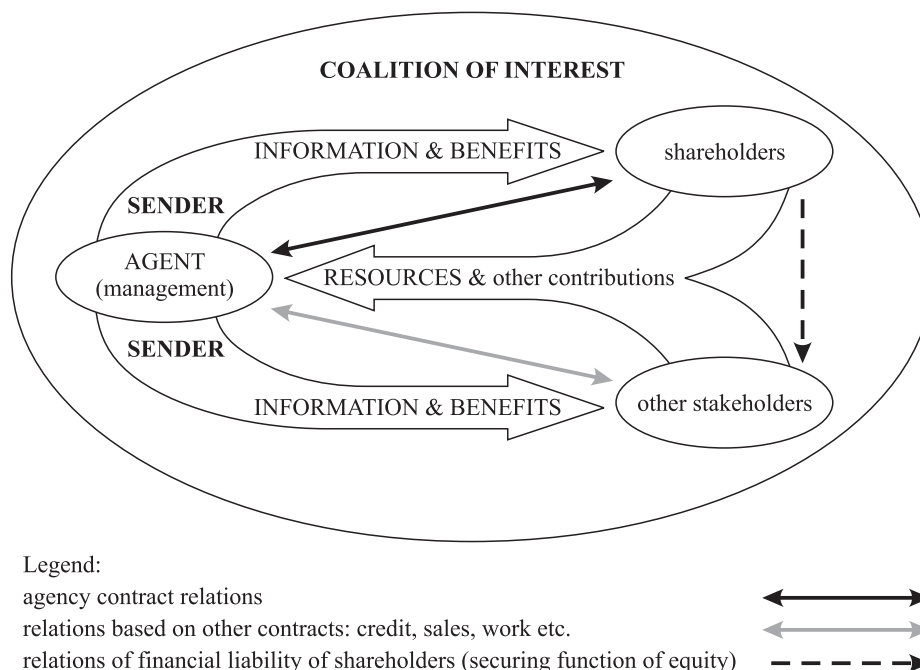 COALITION OF INTEREST
INFORMATION & BENEFITS
shareholders
SENDER
AGENT
(management)
RESOURCES & other contributions
SENDER
INFORMATION & BENEFITS
other stakeholders
Legend:
agency contract relations
relations based on other contracts: credit, sales, work etc.
relations of financial liability of shareholders (securing function of equity)